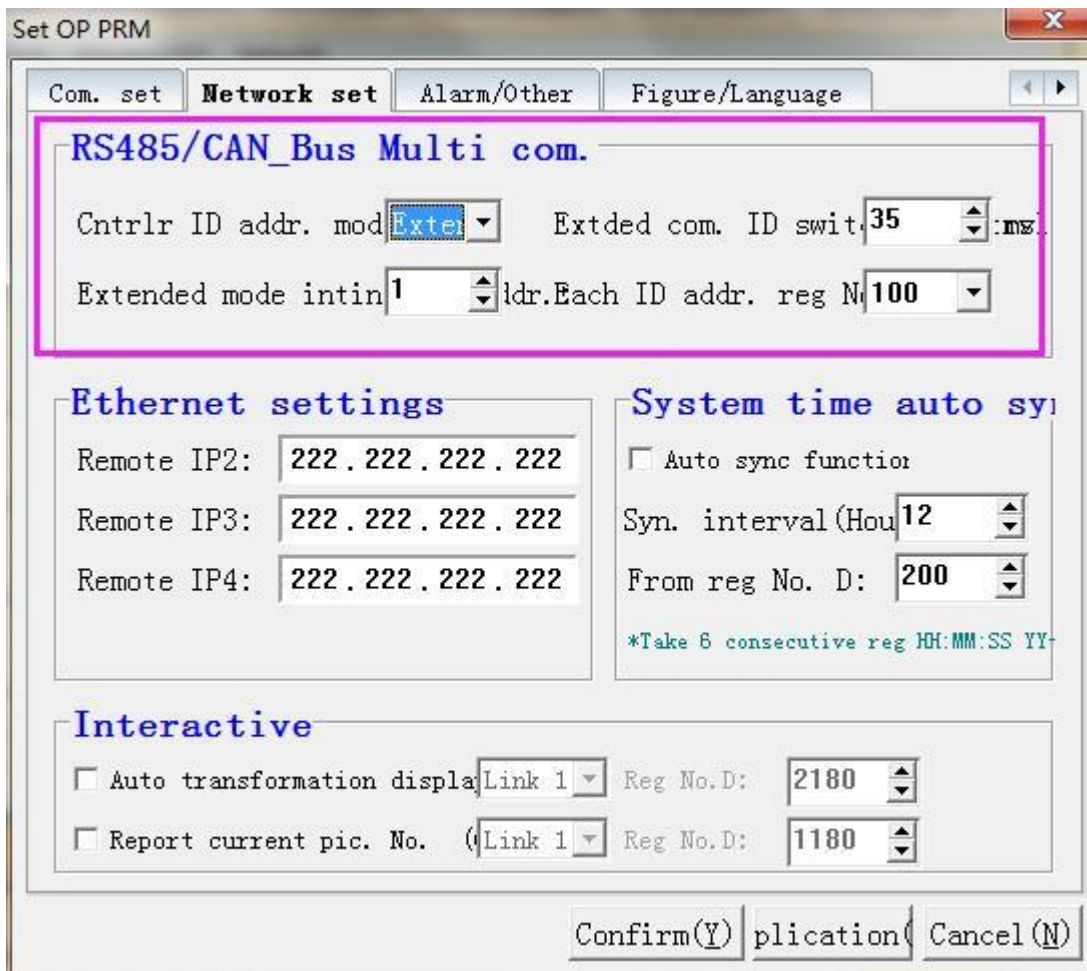 Set OP PRM
Com. set Network set Alarm/Other Figure/Language
RS485/CAN_Bus Multi com.
Cntrlr ID addr. mod Exter Extded com. ID swit 35
Extended mode intin 1 ddr. Each ID addr. reg N 100
Ethernet settings
System time auto syn
Remote IP2: 222.222.222.222
Auto sync function
Remote IP3: 222.222.222.222
Syn. interval(Hou 12
Remote IP4: 222.222.222.222
From reg No. D: 200
*Take 6 consecutive reg HH:MM:SS YY-
Interactive
Auto transformation displa Link 1 Reg No.D: 2180
Report current pic. No. ( Link 1 Reg No.D: 1180
Confirm(Y) plication( Cancel(N)